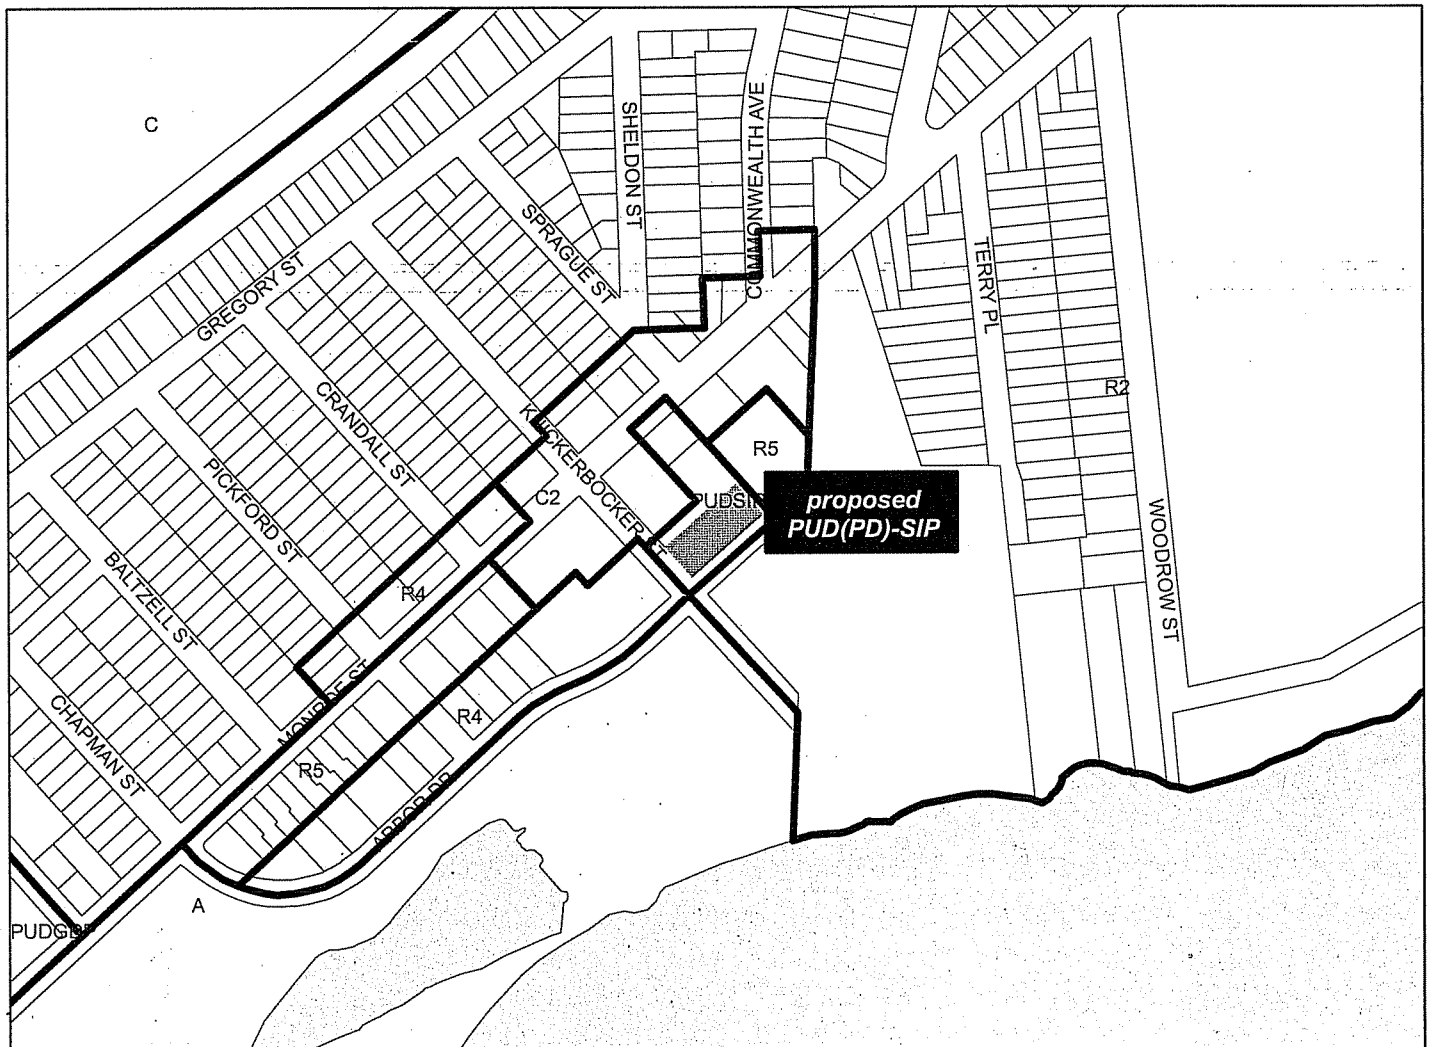 C
SHELDON ST
COMMONWEALTH AVE
SPRAGUE ST
GREGORY ST
TERRY PL
R2
CRANDALL ST
KNICKERBOCKER ST
R5
PICKFORD ST
C2
PUDSIP
proposed
PUD(PD)-SIP
WOODROW ST
BALTZELL ST
R4
MONROE ST
CHAPMAN ST
R4
R5
ARBOR DR
A
PUDGDP